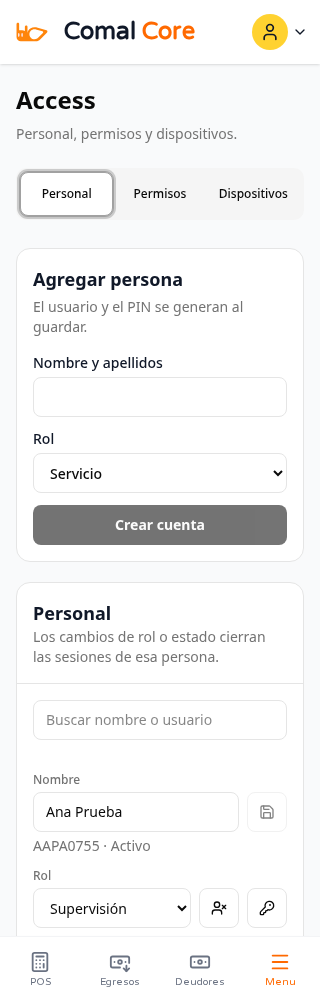 Comal Core
Access
Personal, permisos y dispositivos.
Personal
Permisos
Dispositivos
Agregar persona
El usuario y el PIN se generan al
guardar.
Nombre y apellidos
Rol
Servicio
Crear cuenta
Personal
Los cambios de rol o estado cierran
las sesiones de esa persona.
Buscar nombre o usuario
Nombre
Ana Prueba
AAPA0755 · Activo
Rol
Supervisión
POS
Egresos
Deudores
Menu